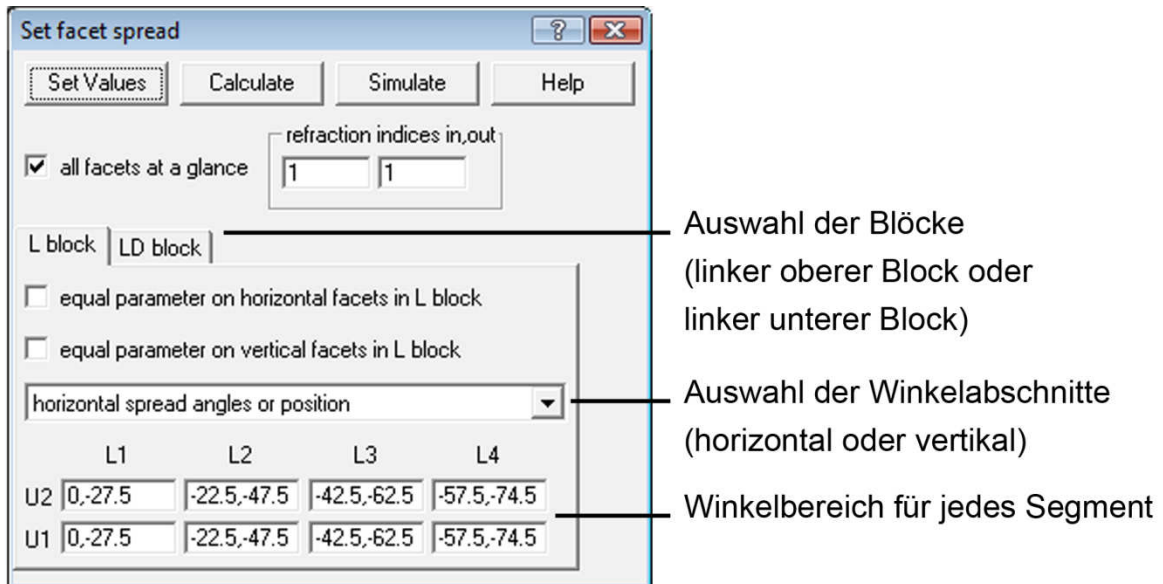 Set facet spread
Set Values Calculate Simulate Help
refraction indices in,out
all facets at a glance 1 1
L block LD block
equal parameter on horizontal facets in L block
equal parameter on vertical facets in L block
horizontal spread angles or position
L1 L2 L3 L4
U2 0,-27.5 -22.5,-47.5 -42.5,-62.5 -57.5,-74.5
U1 0,-27.5 -22.5,-47.5 -42.5,-62.5 -57.5,-74.5
Auswahl der Blöcke
(linker oberer Block oder
linker unterer Block)
Auswahl der Winkelabschnitte
(horizontal oder vertikal)
Winkelbereich für jedes Segment